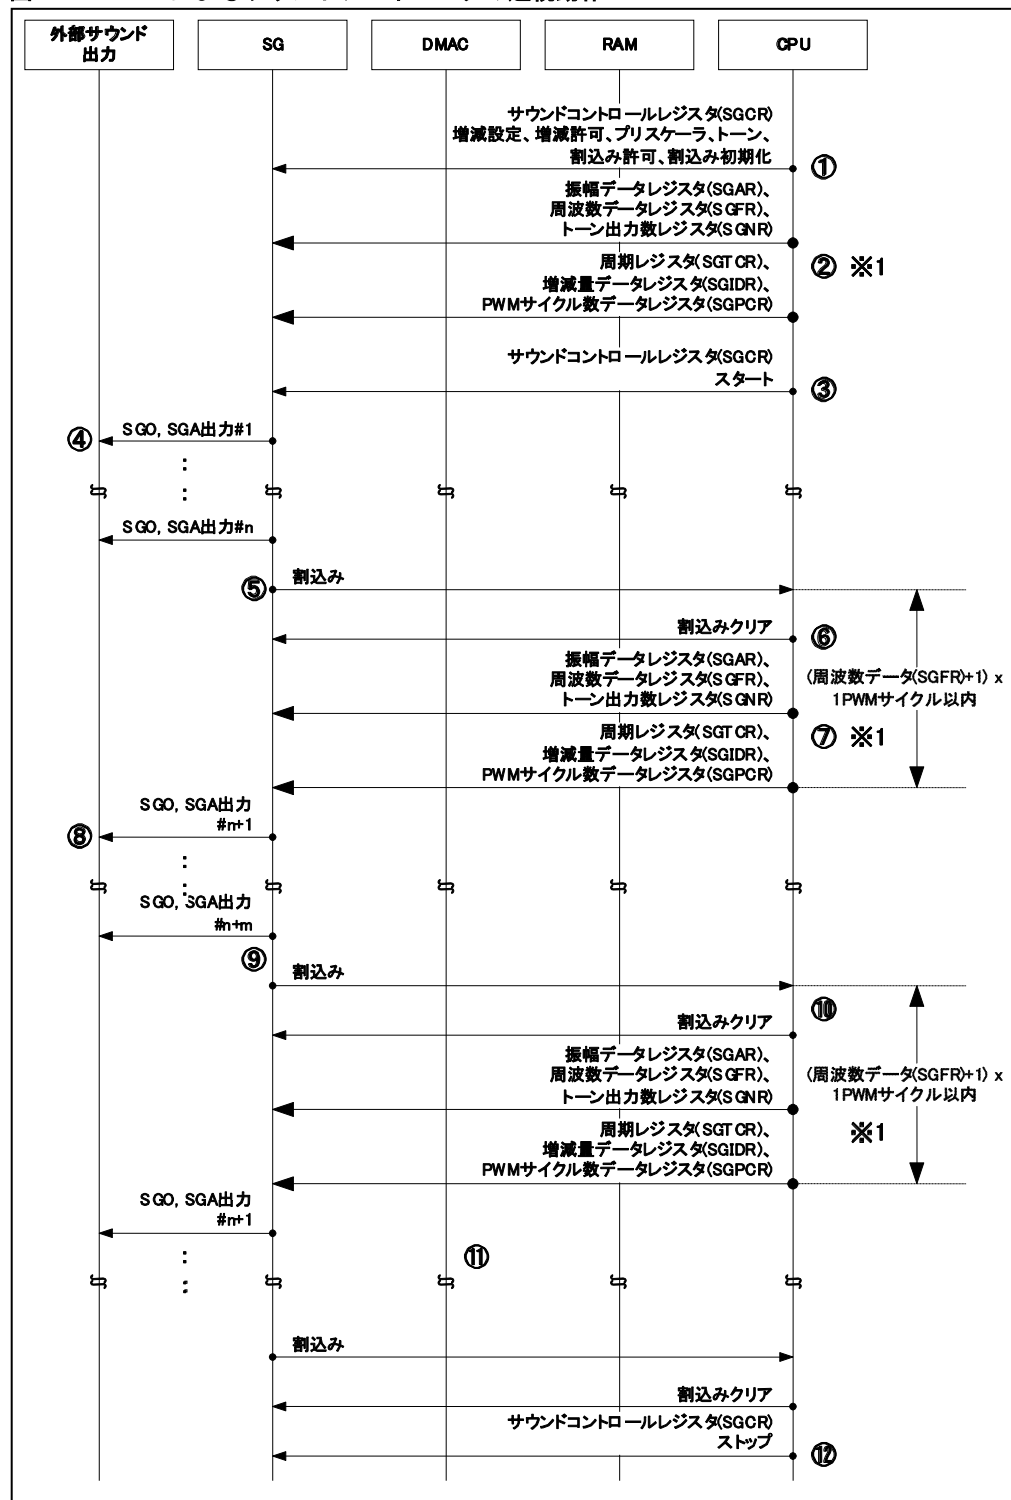 外部サウンド
出力
SG
DMAC
RAM
CPU
サウンドコントロールレジスタ(SGCR)
増減設定、増減許可、プリスケーラ、トーン、
割込み許可、割込み初期化
①
振幅データレジスタ(SGAR)、
周波数データレジスタ(SGFR)、
トーン出力数レジスタ(SGNR)
周期レジスタ(SGTCR)、
② ※1
増減量データレジスタ(SGIDR)、
PWMサイクル数データレジスタ(SGPCR)
サウンドコントロールレジスタ(SGCR)
スタート
③
④
SGO, SGA出力#1
:
:
SGO, SGA出力#n
⑤
割込み
割込みクリア
⑥
振幅データレジスタ(SGAR)、
周波数データレジスタ(SGFR)、
トーン出力数レジスタ(SGNR)
(周波数データ(SGFR)+1) x
1PWMサイクル以内
周期レジスタ(SGTCR)、
⑦ ※1
増減量データレジスタ(SGIDR)、
PWMサイクル数データレジスタ(SGPCR)
SGO, SGA出力
#n+1
⑧
:
:
SGO, SGA出力
#n+m
⑨
割込み
⑩
割込みクリア
振幅データレジスタ(SGAR)、
周波数データレジスタ(SGFR)、
トーン出力数レジスタ(SGNR)
(周波数データ(SGFR)+1) x
1PWMサイクル以内
※1
周期レジスタ(SGTCR)、
増減量データレジスタ(SGIDR)、
PWMサイクル数データレジスタ(SGPCR)
SGO, SGA出力
#n+1
:
:
⑪
割込み
割込みクリア
サウンドコントロールレジスタ(SGCR)
ストップ
⑫